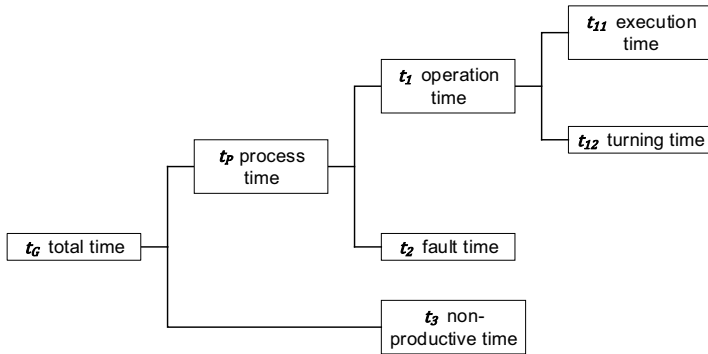 t11 execution
time
t1 operation
time
t12 turning time
tP process
time
tG total time
t2 fault time
t3 non-
productive time